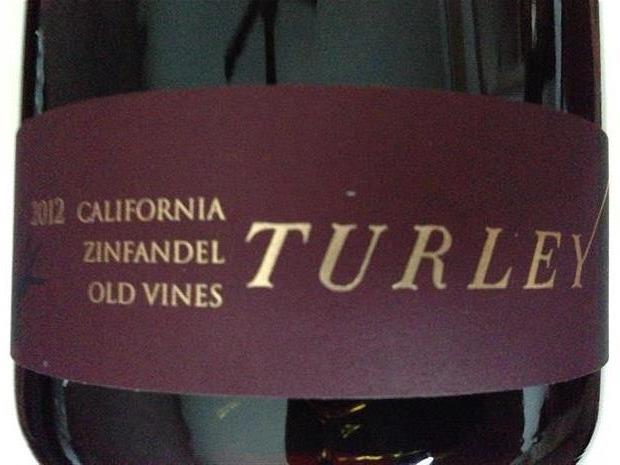 2012 CALIFORNIA
ZINFANDEL
OLD VINES
TURLEY